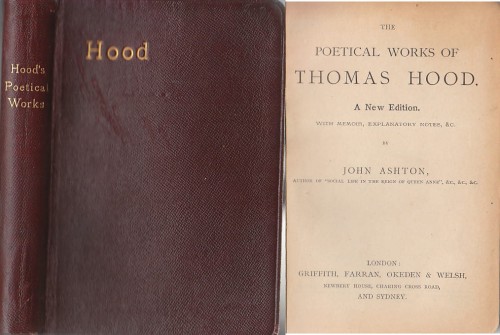 Hood's
Poetical
Works
Hood
THE
POETICAL WORKS OF
THOMAS HOOD.
A New Edition.
WITH MEMOIR, EXPLANATORY NOTES, &C.
BY
JOHN ASHTON,
AUTHOR OF "SOCIAL LIFE IN THE REIGN OF QUEEN ANNE", &c., &c., &c.
LONDON:
GRIFFITH, FARRAN, OKEDEN & WELSH,
NEWBERY HOUSE, CHARING CROSS ROAD,
AND SYDNEY.